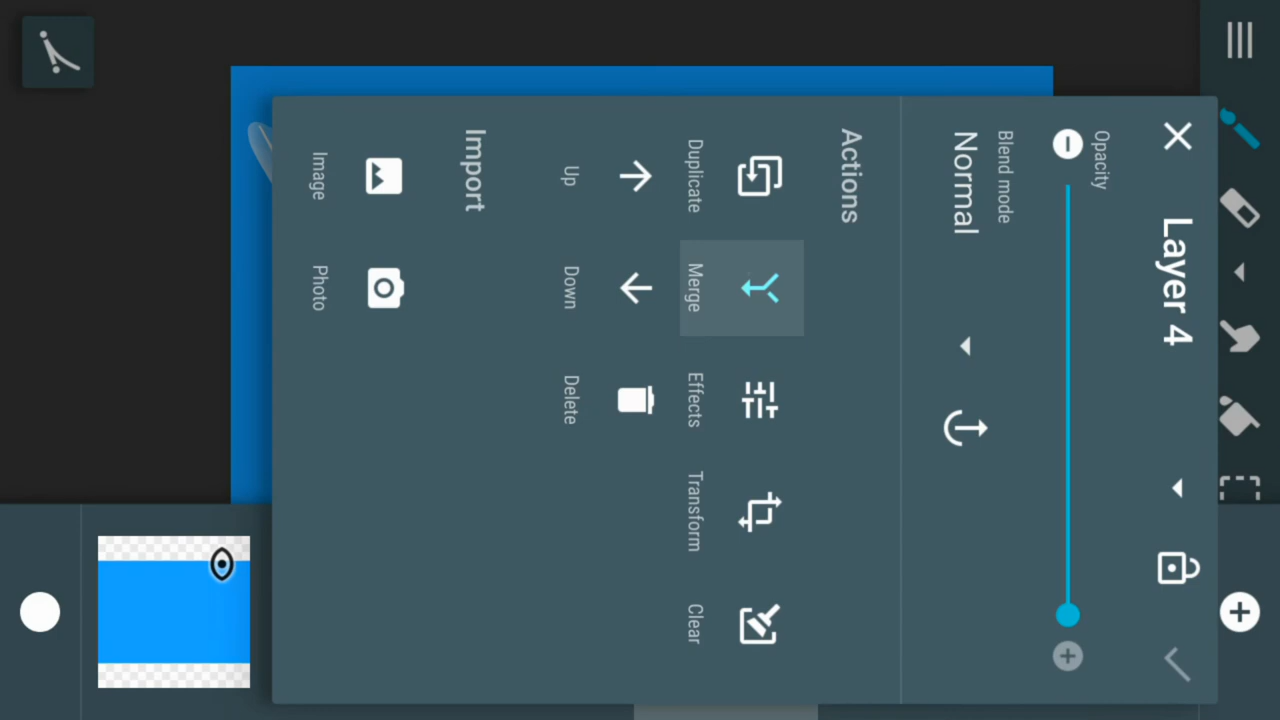 Layer 4
Opacity
Blend mode
Normal
Actions
Duplicate
Merge
Effects
Transform
Clear
Up
Down
Delete
Import
Image
Photo